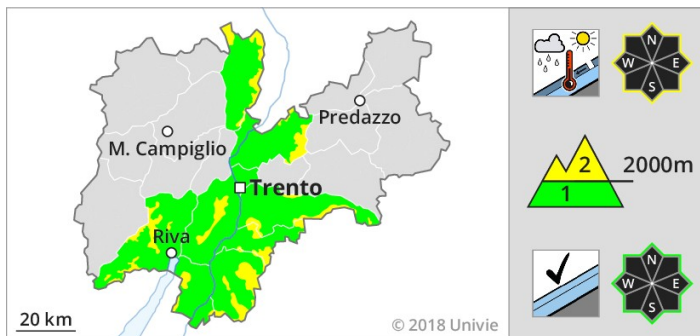 M. Campiglio
Predazzo
Trento
Riva
20 km
© 2018 Univie
N
W E
S
2 2000m
1
N
W E
S